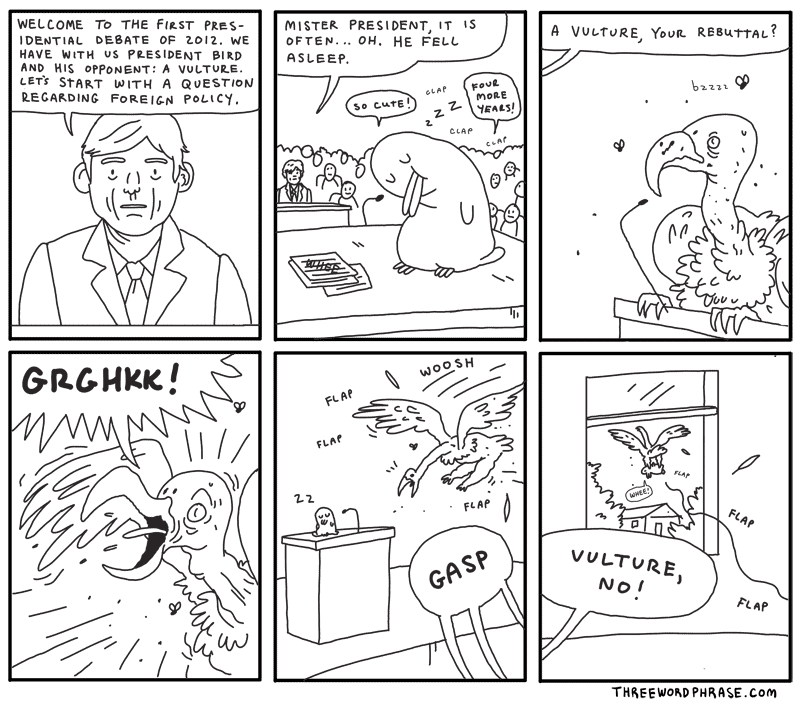 WELCOME TO THE FIRST PRES-
IDENTIAL DEBATE OF 2012. WE
HAVE WITH US PRESIDENT BIRD
AND HIS OPPONENT: A VULTURE.
LET'S START WITH A QUESTION
REGARDING FOREIGN POLICY.
MISTER PRESIDENT, IT IS
OFTEN... OH. HE FELL
ASLEEP.
SO CUTE!
CLAP
z z Z Z
FOUR
MORE
YEARS!
CLAP
CLAP
WHEE
A VULTURE, YOUR REBUTTAL?
bzzzz
GRGHKK!
WOOSH
FLAP
FLAP
FLAP
ZZ
GASP
FLAP
WHEE!
FLAP
VULTURE,
NO!
FLAP
THREEWORDPHRASE.COM